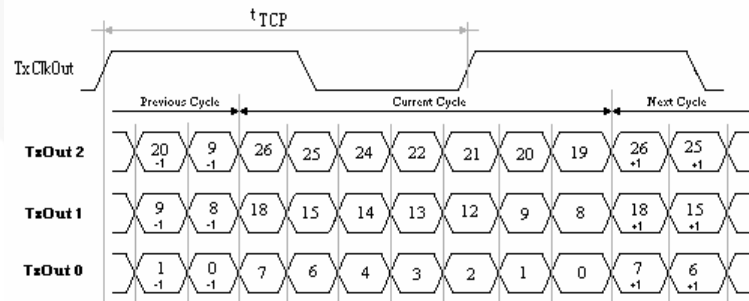 t TCP
TxClkOut
Previous Cycle Current Cycle Next Cycle
TxOut 2 20 -1 9 -1 26 25 24 22 21 20 19 26 +1 25 +1
TxOut 1 9 -1 8 -1 18 15 14 13 12 9 8 18 +1 15 +1
TxOut 0 1 -1 0 -1 7 6 4 3 2 1 0 7 +1 6 +1